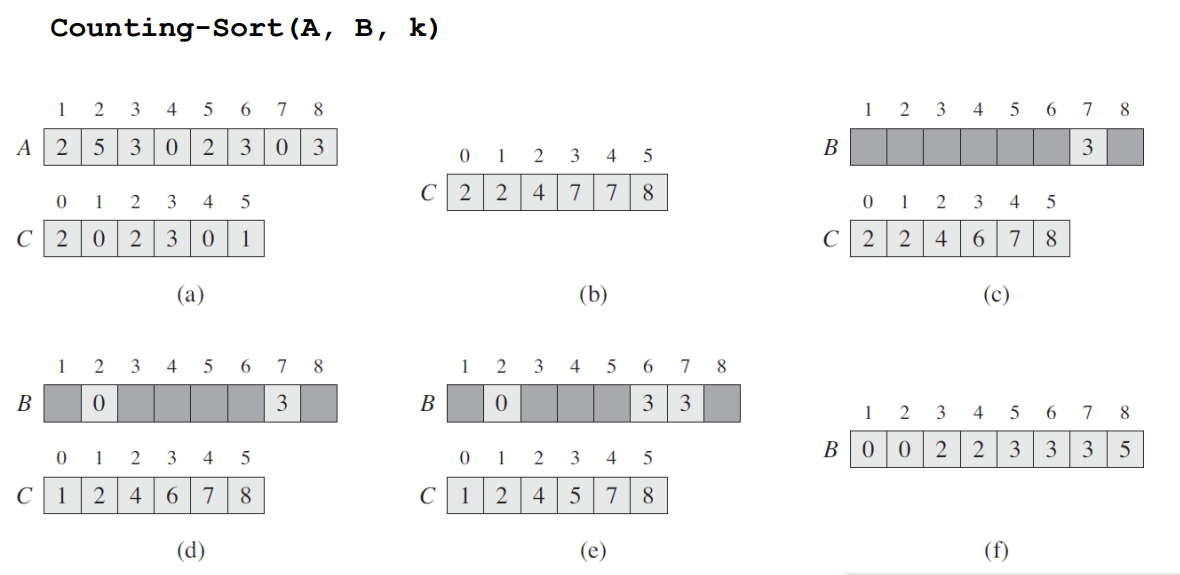 Counting-Sort(A, B, k)
1 2 3 4 5 6 7 8
A 2 5 3 0 2 3 0 3
0 1 2 3 4 5
C 2 0 2 3 0 1
(a)
0 1 2 3 4 5
C 2 2 4 7 7 8
(b)
1 2 3 4 5 6 7 8
B 3
0 1 2 3 4 5
C 2 2 4 6 7 8
(c)
1 2 3 4 5 6 7 8
B 0 3
0 1 2 3 4 5
C 1 2 4 6 7 8
(d)
1 2 3 4 5 6 7 8
B 0 3 3
0 1 2 3 4 5
C 1 2 4 5 7 8
(e)
1 2 3 4 5 6 7 8
B 0 0 2 2 3 3 3 5
(f)